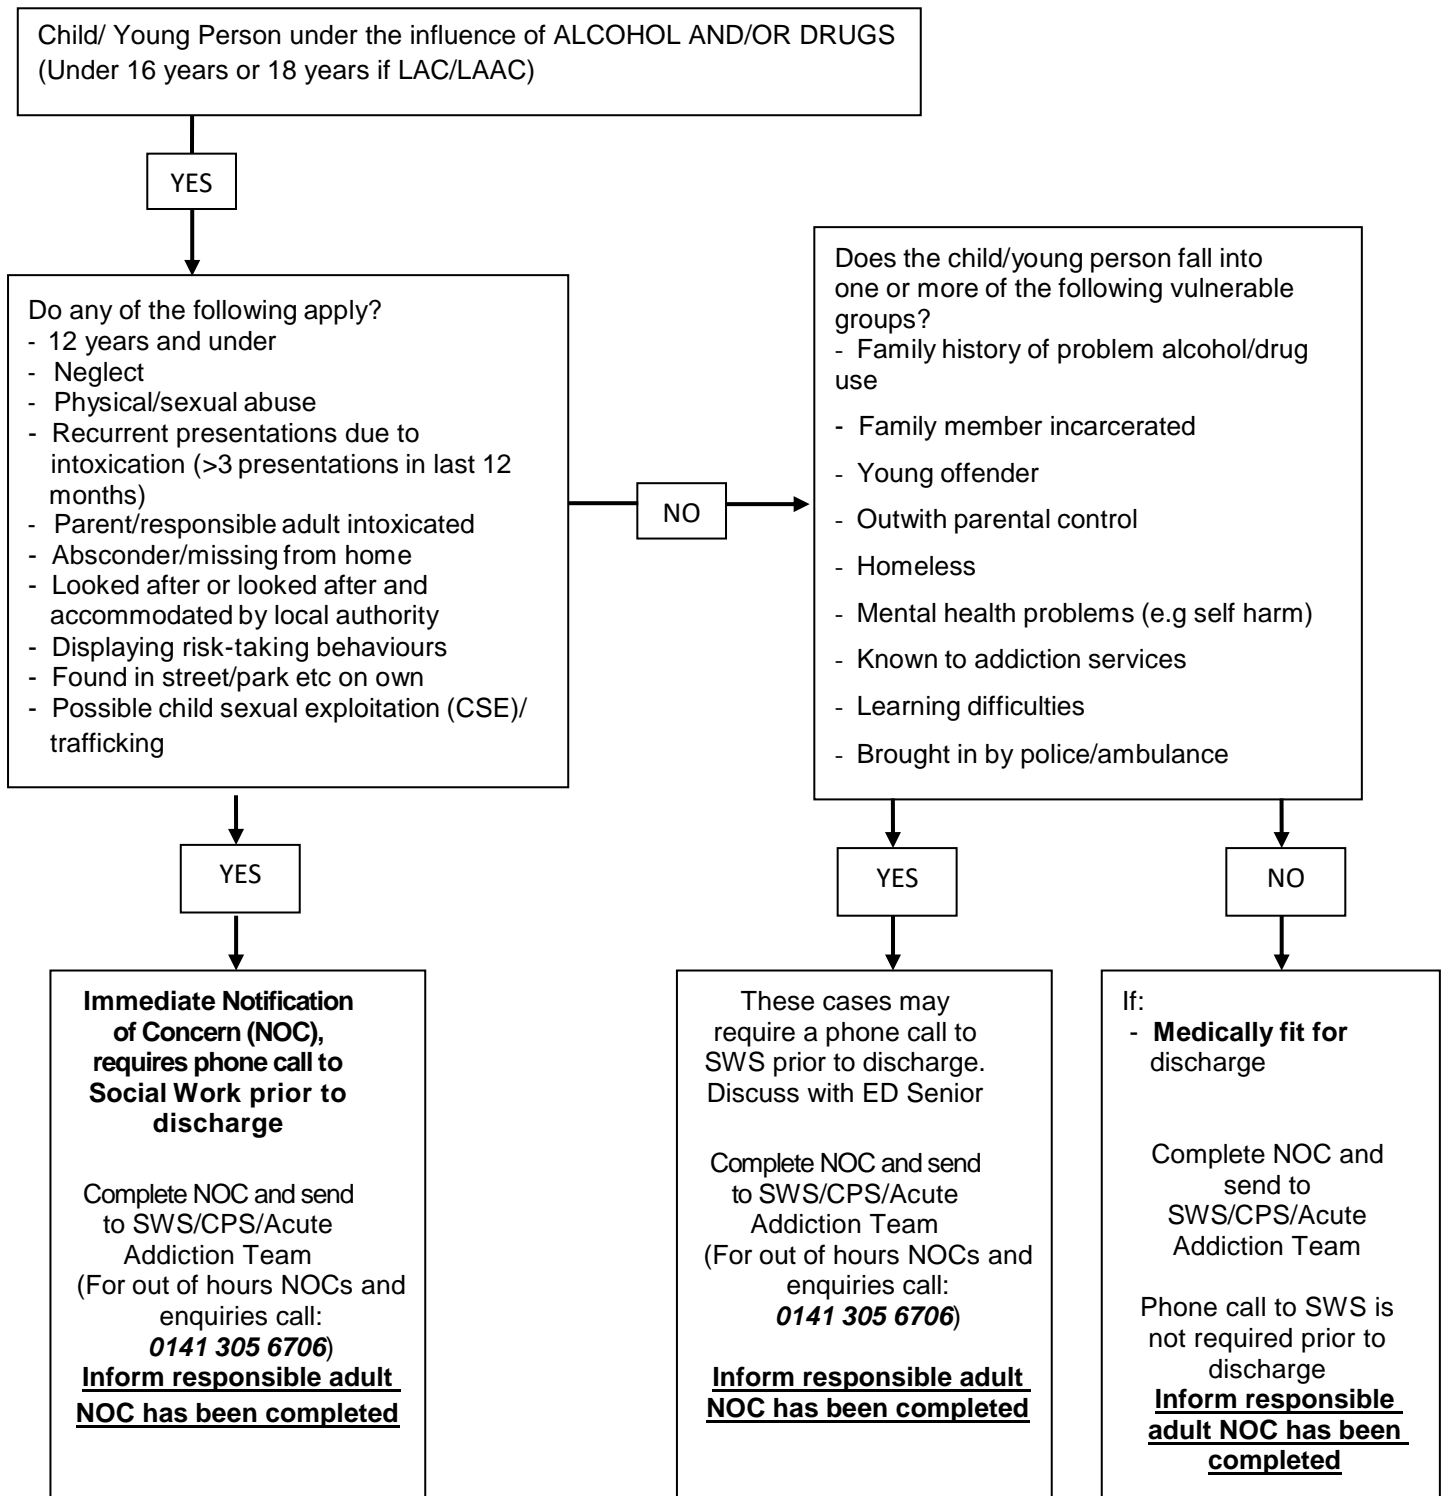 Child/ Young Person under the influence of ALCOHOL AND/OR DRUGS
(Under 16 years or 18 years if LAC/LAAC)
YES
Do any of the following apply?
- 12 years and under
- Neglect
- Physical/sexual abuse
- Recurrent presentations due to
intoxication (>3 presentations in last 12
months)
- Parent/responsible adult intoxicated
- Absconder/missing from home
- Looked after or looked after and
accommodated by local authority
- Displaying risk-taking behaviours
- Found in street/park etc on own
- Possible child sexual exploitation (CSE)/
trafficking
NO
Does the child/young person fall into
one or more of the following vulnerable
groups?
- Family history of problem alcohol/drug
use
- Family member incarcerated
- Young offender
- Outwith parental control
- Homeless
- Mental health problems (e.g self harm)
- Known to addiction services
- Learning difficulties
- Brought in by police/ambulance
YES
YES
NO
Immediate Notification
of Concern (NOC),
requires phone call to
Social Work prior to
discharge
Complete NOC and send
to SWS/CPS/Acute
Addiction Team
(For out of hours NOCs and
enquiries call:
0141 305 6706)
Inform responsible adult
NOC has been completed
These cases may
require a phone call to
SWS prior to discharge.
Discuss with ED Senior
Complete NOC and send
to SWS/CPS/Acute
Addiction Team
(For out of hours NOCs and
enquiries call:
0141 305 6706)
Inform responsible adult
NOC has been completed
If:
- Medically fit for
discharge
Complete NOC and
send to
SWS/CPS/Acute
Addiction Team
Phone call to SWS is
not required prior to
discharge
Inform responsible
adult NOC has been
completed